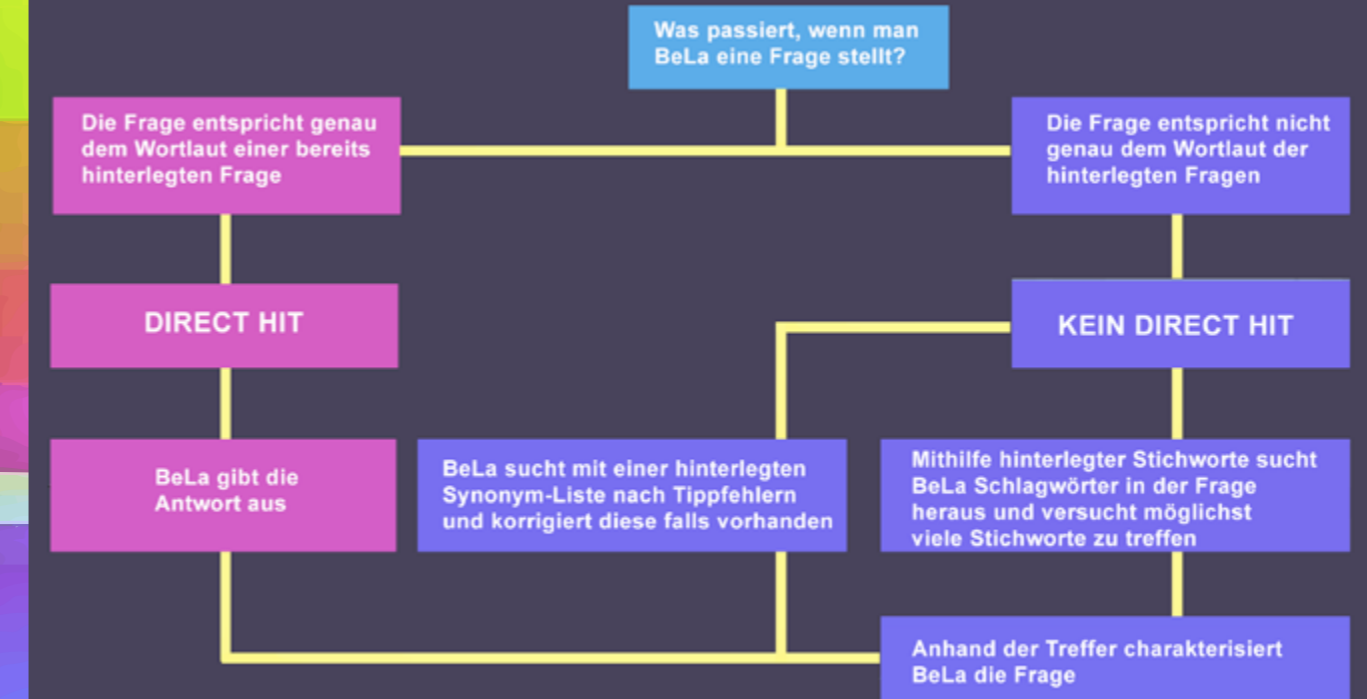 Was passiert, wenn man
BeLa eine Frage stellt?
Die Frage entspricht genau
dem Wortlaut einer bereits
hinterlegten Frage
Die Frage entspricht nicht
genau dem Wortlaut der
hinterlegten Fragen
DIRECT HIT
KEIN DIRECT HIT
BeLa gibt die
Antwort aus
BeLa sucht mit einer hinterlegten
Synonym-Liste nach Tippfehlern
und korrigiert diese falls vorhanden
Mithilfe hinterlegter Stichworte sucht
BeLa Schlagwörter in der Frage
heraus und versucht möglichst
viele Stichworte zu treffen
Anhand der Treffer charakterisiert
BeLa die Frage